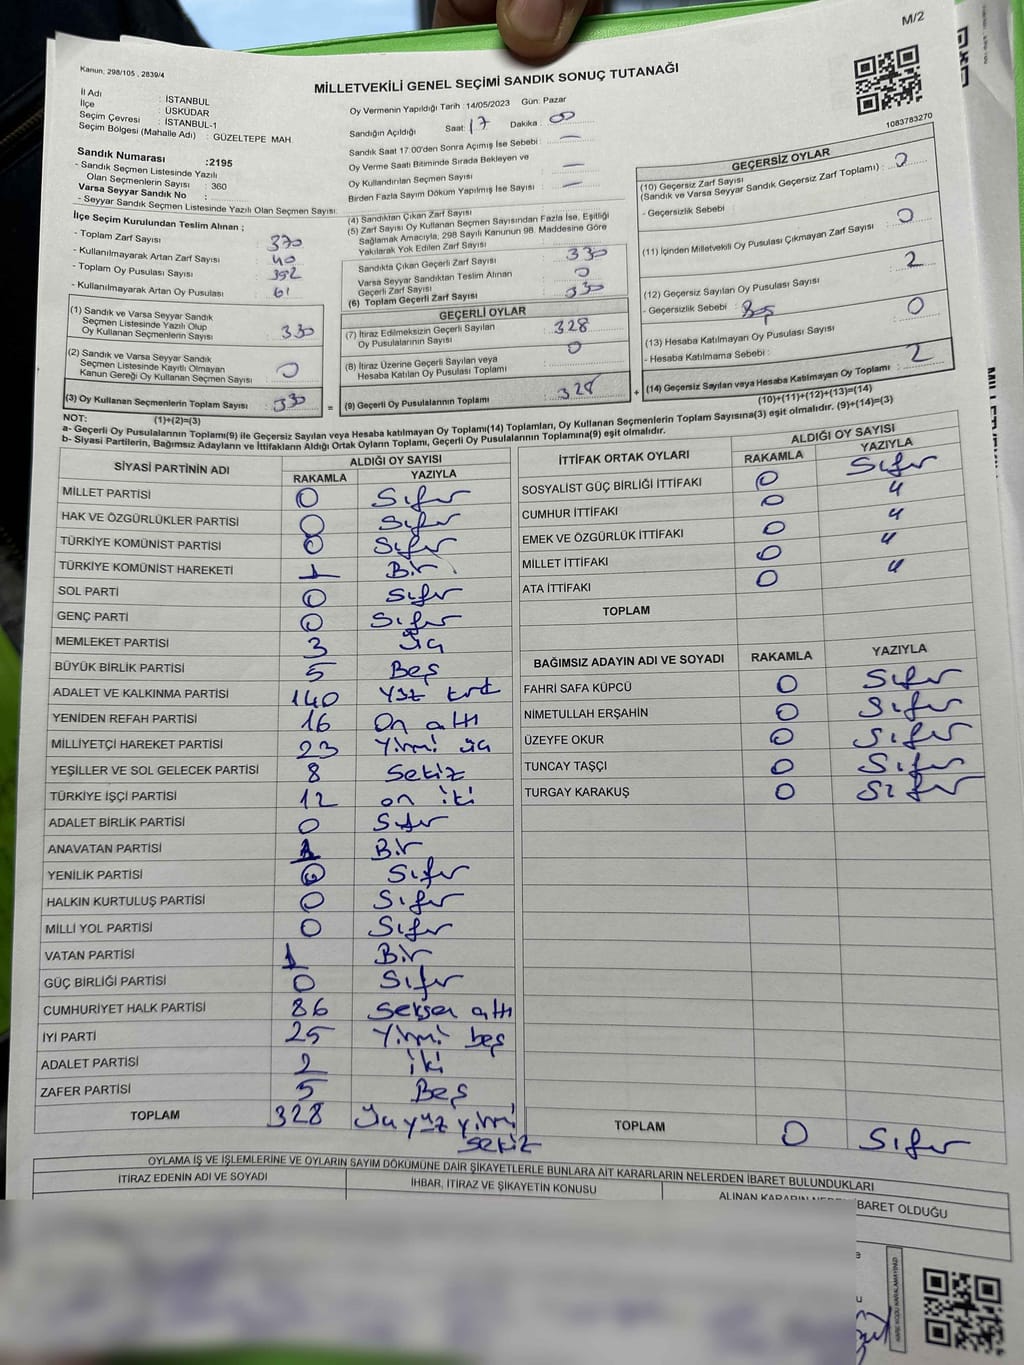 M/2
Kanun, 298/105 , 2839/4
MİLLETVEKİLİ GENEL SEÇİMİ SANDIK SONUÇ TUTANAĞI
1083783270
İl Adı : İSTANBUL
İlçe : ÜSKÜDAR
Seçim Çevresi : İSTANBUL-1
Seçim Bölgesi (Mahalle Adı) : GÜZELTEPE MAH.
Sandık Numarası :2195
- Sandık Seçmen Listesinde Yazılı
Olan Seçmenlerin Sayısı : 360
Varsa Seyyar Sandık No :
- Seyyar Sandık Seçmen Listesinde Yazılı Olan Seçmen Sayısı:
İlçe Seçim Kurulundan Teslim Alınan ;
- Toplam Zarf Sayısı : 370
- Kullanılmayarak Artan Zarf Sayısı : 40
- Toplam Oy Pusulası Sayısı : 392
- Kullanılmayarak Artan Oy Pusulası : 61
(1) Sandık ve Varsa Seyyar Sandık
Seçmen Listesinde Yazılı Olup
Oy Kullanan Seçmenlerin Sayısı : 330
(2) Sandık ve Varsa Seyyar Sandık
Seçmen Listesinde Kayıtlı Olmayan
Kanun Gereği Oy Kullanan Seçmen Sayısı : 0
(3) Oy Kullanan Seçmenlerin Toplam Sayısı : 330
Oy Vermenin Yapıldığı Tarih : 14/05/2023 Gün: Pazar
Sandığın Açıldığı Saat: 17 Dakika : 00
Sandık Saat 17:00'den Sonra Açımış İse Sebebi : —
Oy Verme Saati Bitiminde Sırada Bekleyen ve
Oy Kullandırılan Seçmen Sayısı : —
Birden Fazla Sayım Döküm Yapılmış İse Sayısı : —
(4) Sandıktan Çıkan Zarf Sayısı :
(5) Zarf Sayısı Oy Kullanan Seçmen Sayısından Fazla İse, Eşitliği
Sağlamak Amacıyla, 298 Sayılı Kanunun 98. Maddesine Göre
Yakılarak Yok Edilen Zarf Sayısı :
Sandıkta Çıkan Geçerli Zarf Sayısı : 330
Varsa Seyyar Sandıktan Teslim Alınan
Geçerli Zarf Sayısı : 0
(6) Toplam Geçerli Zarf Sayısı : 330
GEÇERLİ OYLAR
(7) İtiraz Edilmeksizin Geçerli Sayılan
Oy Pusulalarının Sayısı : 328
(8) İtiraz Üzerine Geçerli Sayılan veya
Hesaba Katılan Oy Pusulası Toplamı : 0
= (9) Geçerli Oy Pusulalarının Toplamı : 328
GEÇERSİZ OYLAR
(10) Geçersiz Zarf Sayısı
(Sandık ve Varsa Seyyar Sandık Geçersiz Zarf Toplamı) : 0
- Geçersizlik Sebebi :
(11) İçinden Milletvekili Oy Pusulası Çıkmayan Zarf Sayısı : 0
(12) Geçersiz Sayılan Oy Pusulası Sayısı : 2
- Geçersizlik Sebebi : Boş
(13) Hesaba Katılmayan Oy Pusulası Sayısı : 0
- Hesaba Katılmama Sebebi :
+ (14) Geçersiz Sayılan veya Hesaba Katılmayan Oy Toplamı : 2
NOT: (1)+(2)=(3) (10)+(11)+(12)+(13)=(14)
a- Geçerli Oy Pusulalarının Toplamı(9) ile Geçersiz Sayılan veya Hesaba katılmayan Oy Toplamı(14) Toplamları, Oy Kullanan Seçmenlerin Toplam Sayısına(3) eşit olmalıdır. (9)+(14)=(3)
b- Siyasi Partilerin, Bağımsız Adayların ve İttifakların Aldığı Ortak Oyların Toplamı, Geçerli Oy Pusulalarının Toplamına(9) eşit olmalıdır.
SİYASİ PARTİNİN ADI ALDIĞI OY SAYISI
RAKAMLA YAZIYLA
MİLLET PARTİSİ 0 Sıfır
HAK VE ÖZGÜRLÜKLER PARTİSİ 0 Sıfır
TÜRKİYE KOMÜNİST PARTİSİ 0 Sıfır
TÜRKİYE KOMÜNİST HAREKETİ 1 Bir
SOL PARTİ 0 Sıfır
GENÇ PARTİ 0 Sıfır
MEMLEKET PARTİSİ 3 üç
BÜYÜK BİRLİK PARTİSİ 5 Beş
ADALET VE KALKINMA PARTİSİ 140 yüz kırk
YENİDEN REFAH PARTİSİ 16 On altı
MİLLİYETÇİ HAREKET PARTİSİ 23 Yirmi üç
YEŞİLLER VE SOL GELECEK PARTİSİ 8 Sekiz
TÜRKİYE İŞÇİ PARTİSİ 12 on iki
ADALET BİRLİK PARTİSİ 0 Sıfır
ANAVATAN PARTİSİ 1 Bir
YENİLİK PARTİSİ 0 Sıfır
HALKIN KURTULUŞ PARTİSİ 0 Sıfır
MİLLİ YOL PARTİSİ 0 Sıfır
VATAN PARTİSİ 1 Bir
GÜÇ BİRLİĞİ PARTİSİ 0 Sıfır
CUMHURİYET HALK PARTİSİ 86 Seksen altı
İYİ PARTİ 25 Yirmi beş
ADALET PARTİSİ 2 iki
ZAFER PARTİSİ 5 Beş
TOPLAM 328 üçyüz yirmi
sekiz
İTTİFAK ORTAK OYLARI ALDIĞI OY SAYISI
RAKAMLA YAZIYLA
SOSYALİST GÜÇ BİRLİĞİ İTTİFAKI 0 Sıfır
CUMHUR İTTİFAKI 0 "
EMEK VE ÖZGÜRLÜK İTTİFAKI 0 "
MİLLET İTTİFAKI 0 "
ATA İTTİFAKI 0 "
TOPLAM
BAĞIMSIZ ADAYIN ADI VE SOYADI RAKAMLA YAZIYLA
FAHRİ SAFA KÜPCÜ 0 Sıfır
NİMETULLAH ERŞAHİN 0 Sıfır
ÜZEYFE OKUR 0 Sıfır
TUNCAY TAŞÇI 0 Sıfır
TURGAY KARAKUŞ 0 Sıfır
TOPLAM 0 Sıfır
OYLAMA İŞ VE İŞLEMLERİNE VE OYLARIN SAYIM DÖKÜMÜNE DAİR ŞİKAYETLERLE BUNLARA AİT KARARLARIN NELERDEN İBARET BULUNDUKLARI
İTİRAZ EDENİN ADI VE SOYADI İHBAR, İTİRAZ VE ŞİKAYETİN KONUSU ALINAN KARARIN NEDEN İBARET OLDUĞU